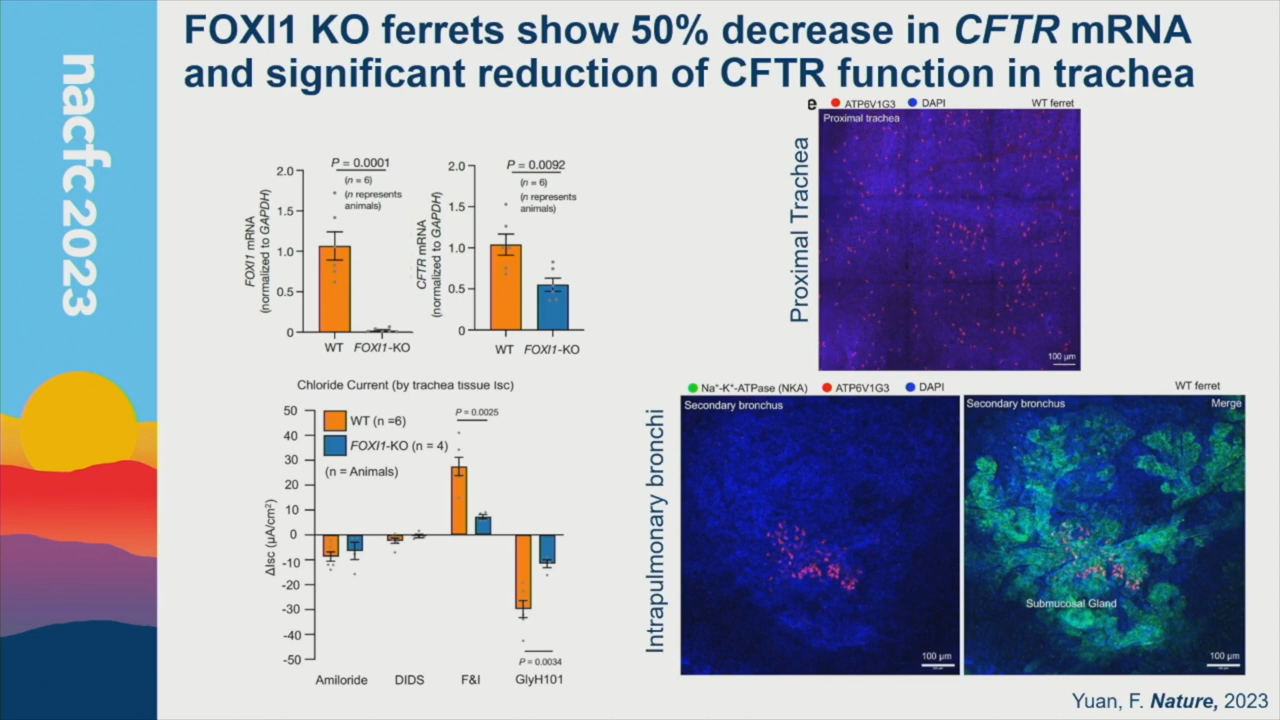 FOXI1 KO ferrets show 50% decrease in CFTR mRNA
and significant reduction of CFTR function in trachea
nacfc 2023
P = 0.0001
(n = 6)
(n represents
animals)
FOXI1 mRNA
(normalized to GAPDH)
2.0
1.5
1.0
0.5
0
WT FOXI1-KO
P = 0.0092
(n = 6)
(n represents
animals)
CFTR mRNA
(normalized to GAPDH)
2.0
1.5
1.0
0.5
0
WT FOXI1-KO
Chloride Current (by trachea tissue Isc)
WT (n =6)
FOXI1-KO (n = 4)
(n = Animals)
P = 0.0025
ΔIsc (µA/cm²)
50
40
30
20
10
0
-10
-20
-30
-40
-50
P = 0.0034
Amiloride DIDS F&I GlyH101
e ATP6V1G3 DAPI WT ferret
Proximal trachea
Proximal Trachea
100 µm
Na⁺-K⁺-ATPase (NKA) ATP6V1G3 DAPI WT ferret
Intrapulmonary bronchi
Secondary bronchus
100 µm
Secondary bronchus Merge
Submucosal Gland
100 µm
Yuan, F. Nature, 2023